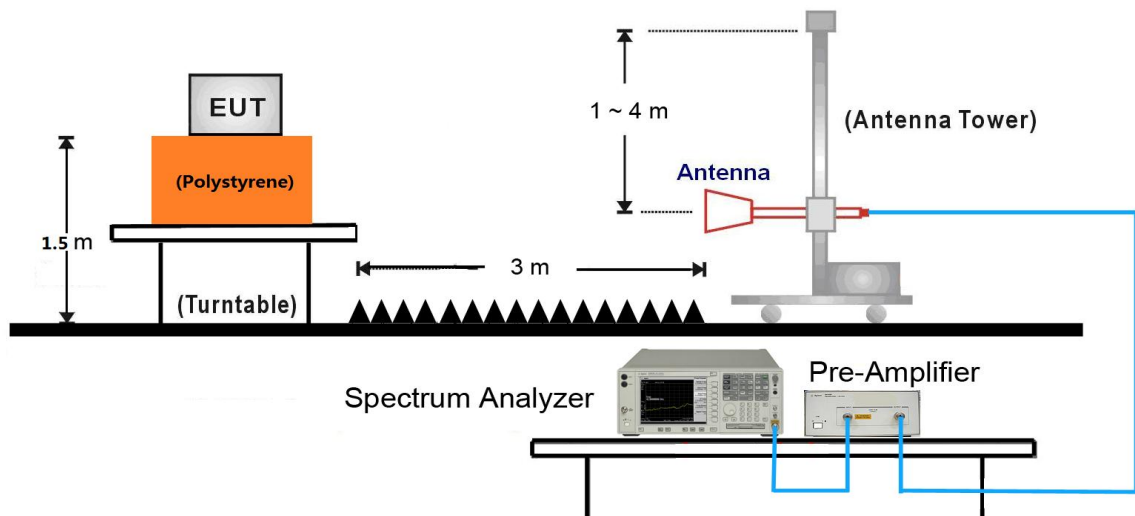 EUT
(Polystyrene)
1.5 m
(Turntable)
3 m
1 ~ 4 m
Antenna
(Antenna Tower)
Spectrum Analyzer
Pre-Amplifier